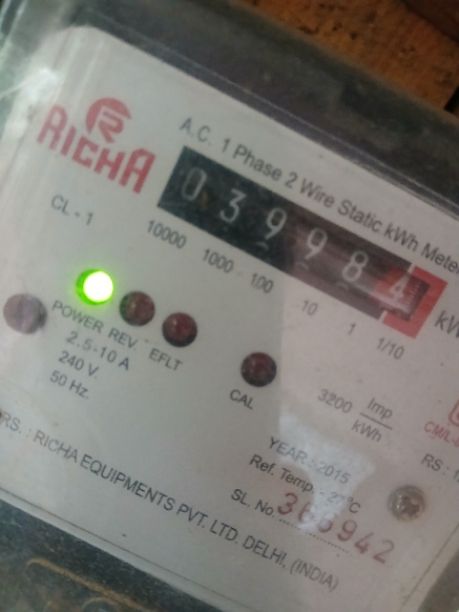 RICHA
A.C. 1 Phase 2 Wire Static kWh Meter
CL - 1
039984
10000 1000 100 10 1 1/10
POWER REV. EFLT
2.5-10 A
240 V.
50 Hz.
CAL
3200 Imp
kWh
YEAR : 2015
Ref. Temp. : 27°C
SL. No.
RS. : RICHA EQUIPMENTS PVT. LTD. DELHI, (INDIA)